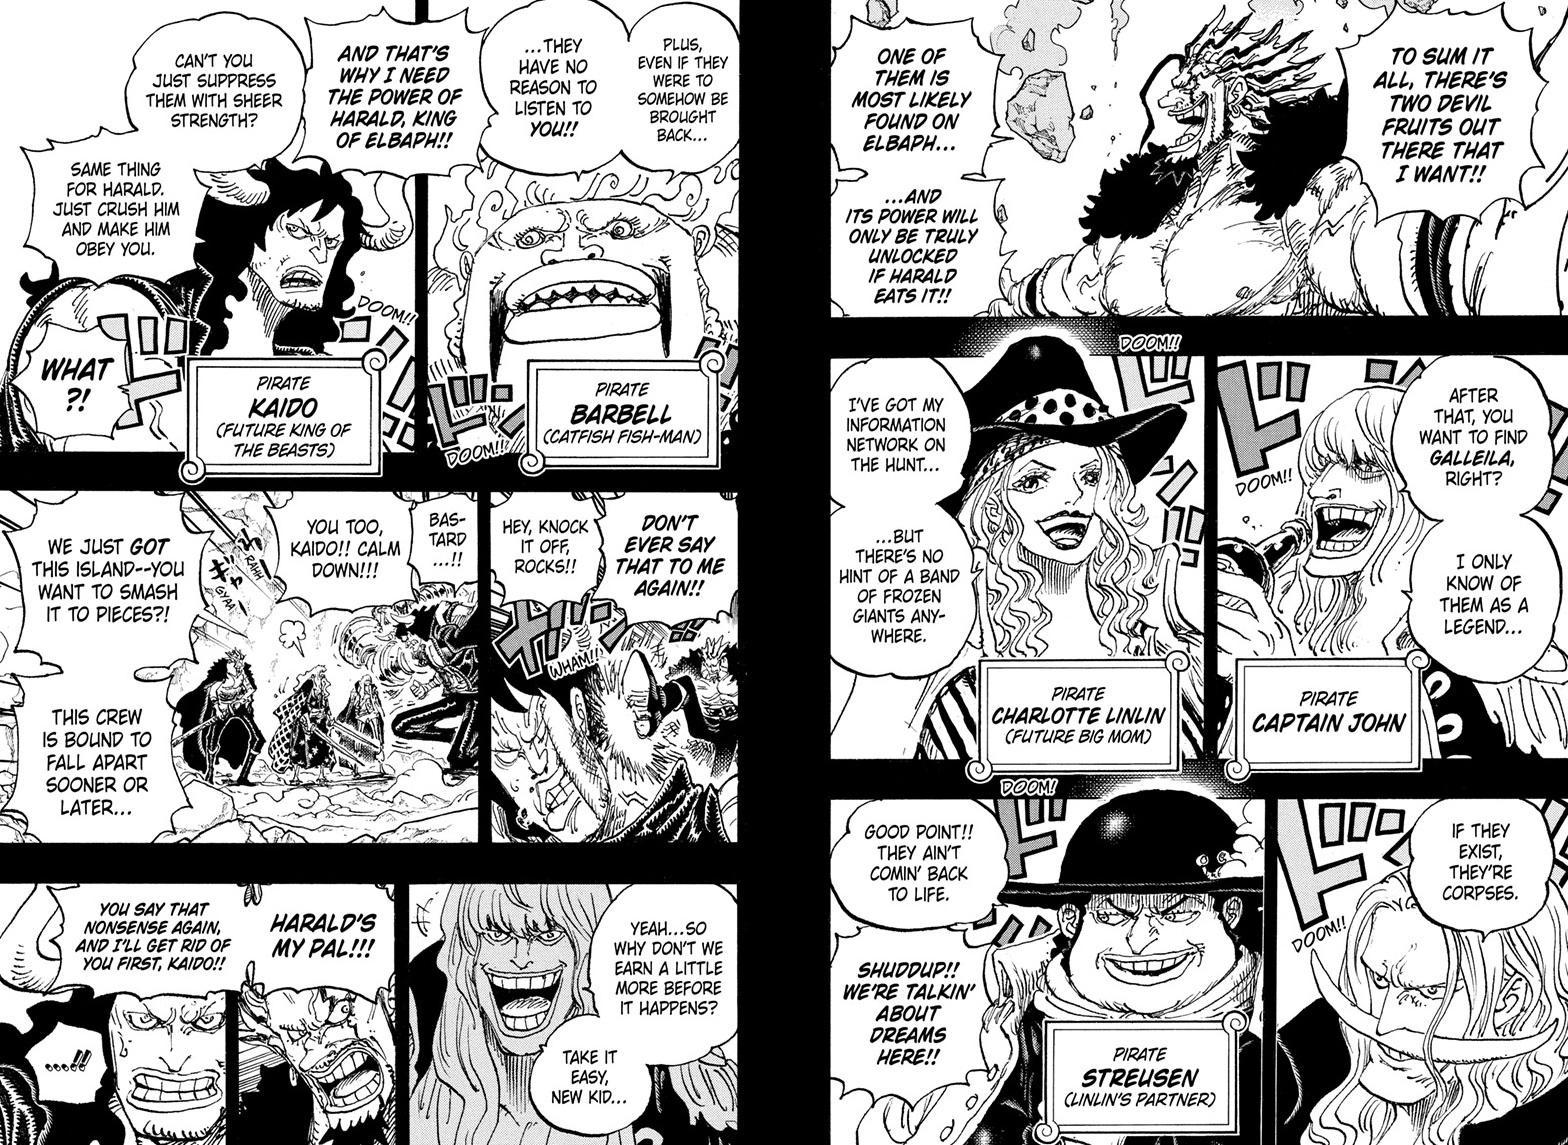 TO SUM IT
ALL, THERE'S
TWO DEVIL
FRUITS OUT
THERE THAT
I WANT!!
ONE OF
THEM IS
MOST LIKELY
FOUND ON
ELBAPH...
...AND
ITS POWER WILL
ONLY BE TRULY
UNLOCKED
IF HARALD
EATS IT!!
AFTER
THAT, YOU
WANT TO FIND
GALLEILA,
RIGHT?
I ONLY
KNOW OF
THEM AS A
LEGEND...
DOOM!!
PIRATE
CAPTAIN JOHN
DOOM!!
I'VE GOT MY
INFORMATION
NETWORK ON
THE HUNT...
...BUT
THERE'S NO
HINT OF A BAND
OF FROZEN
GIANTS ANY-
WHERE.
PIRATE
CHARLOTTE LINLIN
(FUTURE BIG MOM)
IF THEY
EXIST,
THEY'RE
CORPSES.
DOOM!!
DOOM!
GOOD POINT!!
THEY AIN'T
COMIN' BACK
TO LIFE.
SHUDDUP!!
WE'RE TALKIN'
ABOUT
DREAMS
HERE!!
PIRATE
STREUSEN
(LINLIN'S PARTNER)
PLUS,
EVEN IF THEY
WERE TO
SOMEHOW BE
BROUGHT
BACK...
...THEY
HAVE NO
REASON TO
LISTEN TO
YOU!!
DOOM!!
PIRATE
BARBELL
(CATFISH FISH-MAN)
AND THAT'S
WHY I NEED
THE POWER OF
HARALD, KING
OF ELBAPH!!
CAN'T YOU
JUST SUPPRESS
THEM WITH SHEER
STRENGTH?
SAME THING
FOR HARALD.
JUST CRUSH HIM
AND MAKE HIM
OBEY YOU.
DOOM!!
WHAT
?!
PIRATE
KAIDO
(FUTURE KING OF
THE BEASTS)
DON'T
EVER SAY
THAT TO ME
AGAIN!!
HEY, KNOCK
IT OFF,
ROCKS!!
WHAM!!
BAS-
TARD
...!!
YOU TOO,
KAIDO!! CALM
DOWN!!!
RAHH
GYAA
WE JUST GOT
THIS ISLAND--YOU
WANT TO SMASH
IT TO PIECES?!
THIS CREW
IS BOUND TO
FALL APART
SOONER OR
LATER...
YEAH...SO
WHY DON'T WE
EARN A LITTLE
MORE BEFORE
IT HAPPENS?
TAKE IT
EASY,
NEW KID...
HARALD'S
MY PAL!!!
YOU SAY THAT
NONSENSE AGAIN,
AND I'LL GET RID OF
YOU FIRST, KAIDO!!
....!!